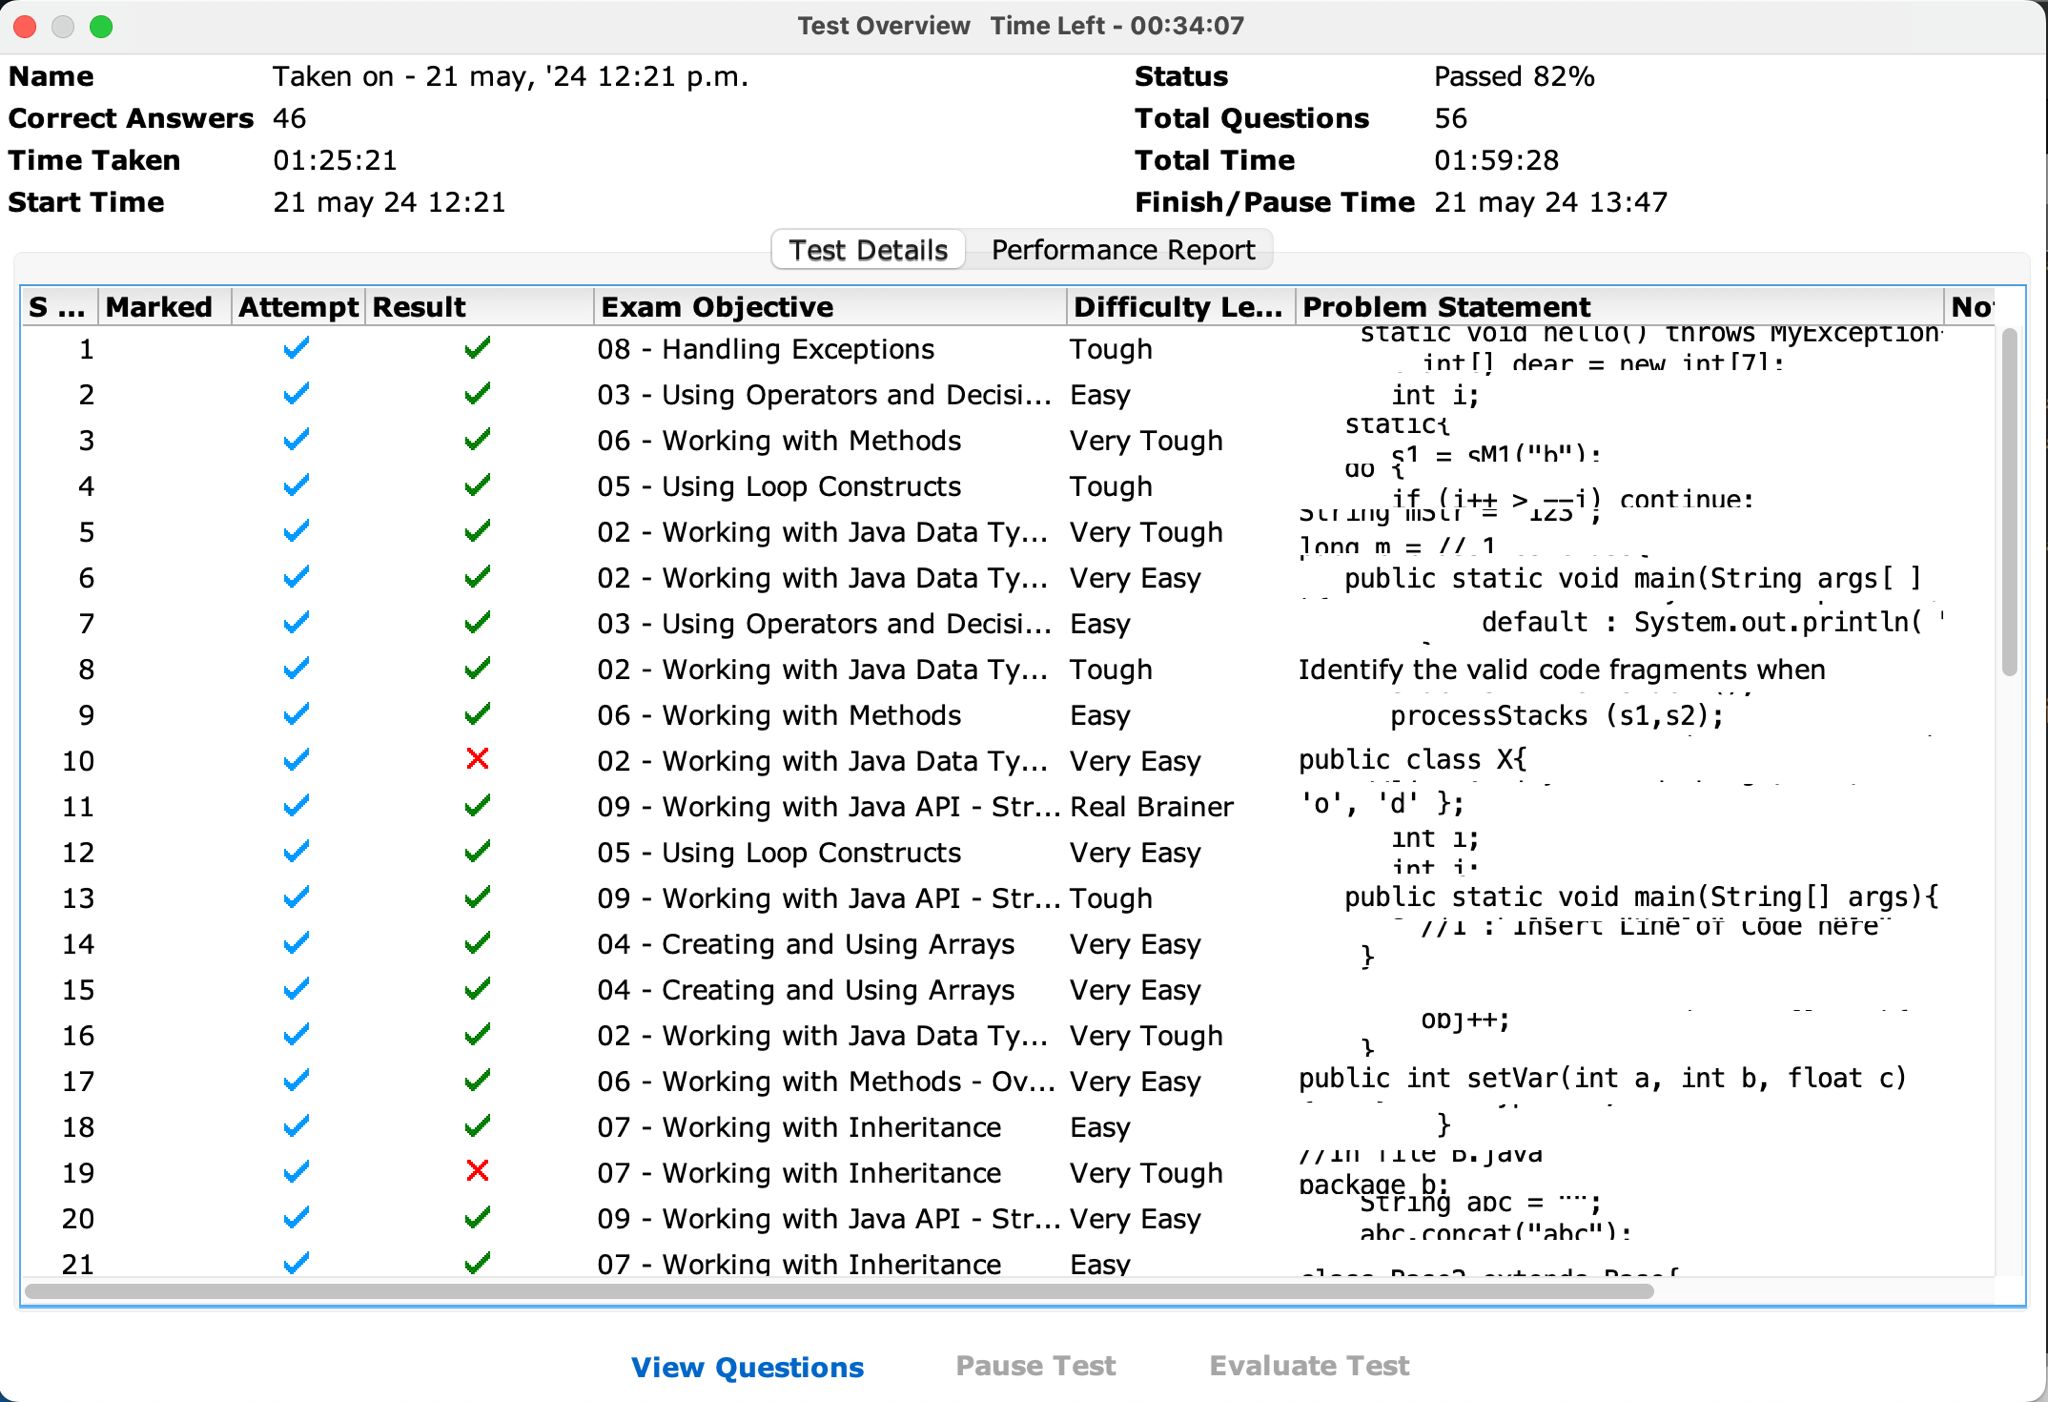 Test Overview   Time Left - 00:34:07
Name Taken on - 21 may, '24 12:21 p.m. Status Passed 82%
Correct Answers 46 Total Questions 56
Time Taken 01:25:21 Total Time 01:59:28
Start Time 21 may 24 12:21 Finish/Pause Time 21 may 24 13:47
Test Details Performance Report
S ... Marked Attempt Result Exam Objective Difficulty Le... Problem Statement
1 08 - Handling Exceptions Tough static void hello() throws MyException
int[] dear = new int[7];
2 03 - Using Operators and Decisi... Easy int i;
3 06 - Working with Methods Very Tough static{
s1 = sM1("b");
4 05 - Using Loop Constructs Tough do {
if (i++ > --i) continue;
5 02 - Working with Java Data Ty... Very Tough String mStr = "123";
long m = // 1
6 02 - Working with Java Data Ty... Very Easy public static void main(String args[ ]
7 03 - Using Operators and Decisi... Easy default : System.out.println(
8 02 - Working with Java Data Ty... Tough Identify the valid code fragments when
9 06 - Working with Methods Easy processStacks (s1,s2);
10 02 - Working with Java Data Ty... Very Easy public class X{
11 09 - Working with Java API - Str... Real Brainer 'o', 'd' };
12 05 - Using Loop Constructs Very Easy int i;
13 09 - Working with Java API - Str... Tough public static void main(String[] args){
14 04 - Creating and Using Arrays Very Easy //1 : Insert Line of Code here
}
15 04 - Creating and Using Arrays Very Easy
16 02 - Working with Java Data Ty... Very Tough obj++;
}
17 06 - Working with Methods - Ov... Very Easy public int setVar(int a, int b, float c)
18 07 - Working with Inheritance Easy }
19 07 - Working with Inheritance Very Tough //in file B.java
package b;
20 09 - Working with Java API - Str... Very Easy String abc = "";
abc.concat("abc");
21 07 - Working with Inheritance Easy
View Questions Pause Test Evaluate Test